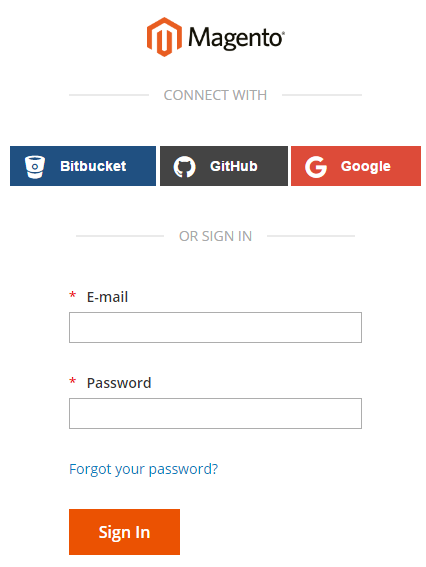 Magento®
CONNECT WITH
Bitbucket GitHub Google
OR SIGN IN
* E-mail
* Password
Forgot your password?
Sign In